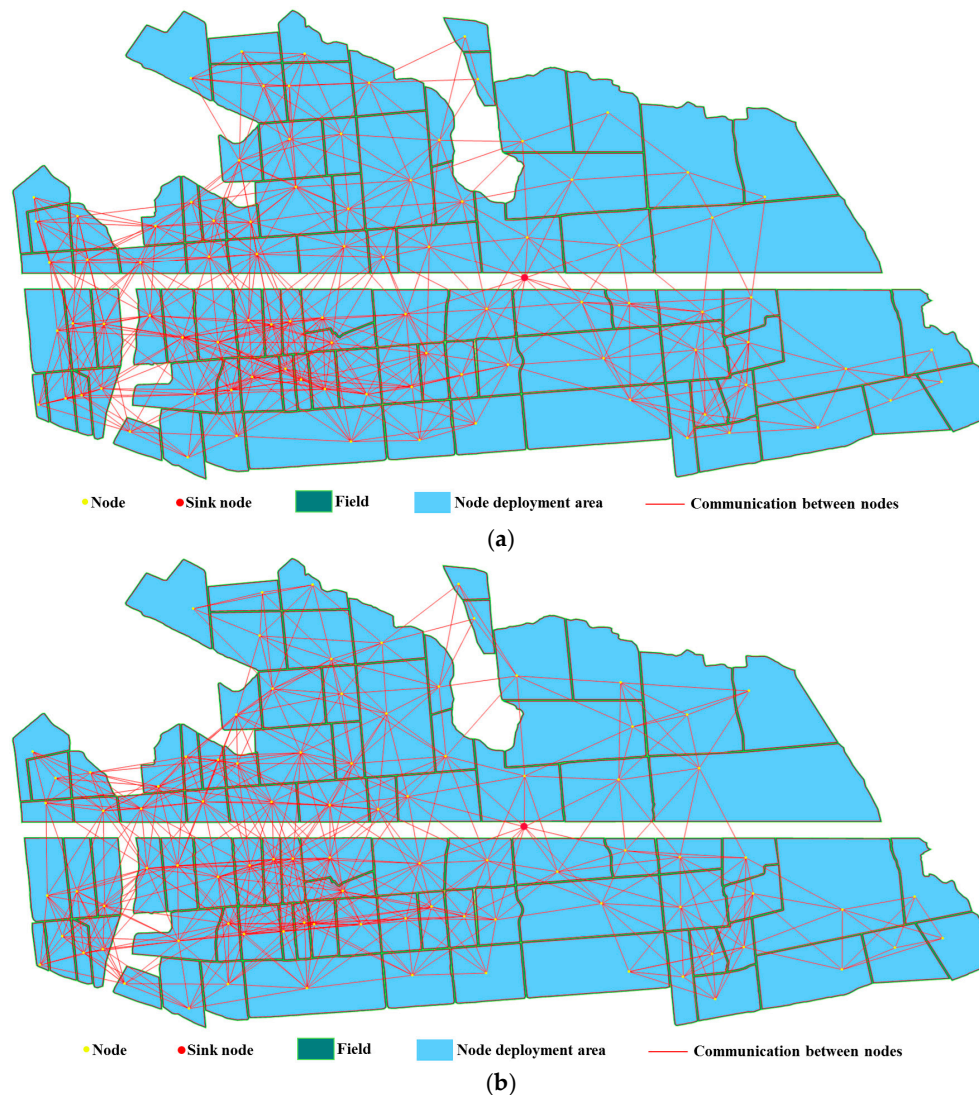 Node Sink node Field Node deployment area Communication between nodes
(a)
Node Sink node Field Node deployment area Communication between nodes
(b)